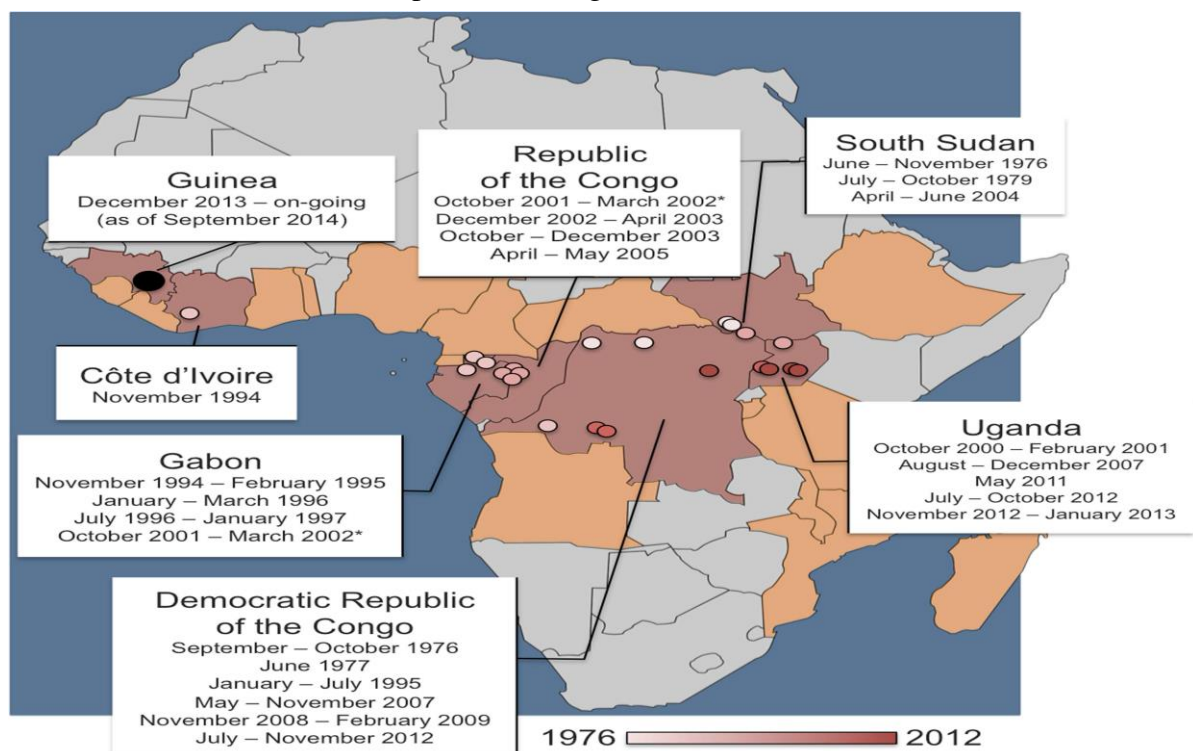 Guinea
December 2013 – on-going
(as of September 2014)
Republic
of the Congo
October 2001 – March 2002*
December 2002 – April 2003
October – December 2003
April – May 2005
South Sudan
June – November 1976
July – October 1979
April – June 2004
Côte d'Ivoire
November 1994
Gabon
November 1994 – February 1995
January – March 1996
July 1996 – January 1997
October 2001 – March 2002*
Uganda
October 2000 – February 2001
August – December 2007
May 2011
July – October 2012
November 2012 – January 2013
Democratic Republic
of the Congo
September – October 1976
June 1977
January – July 1995
May – November 2007
November 2008 – February 2009
July – November 2012
1976 2012